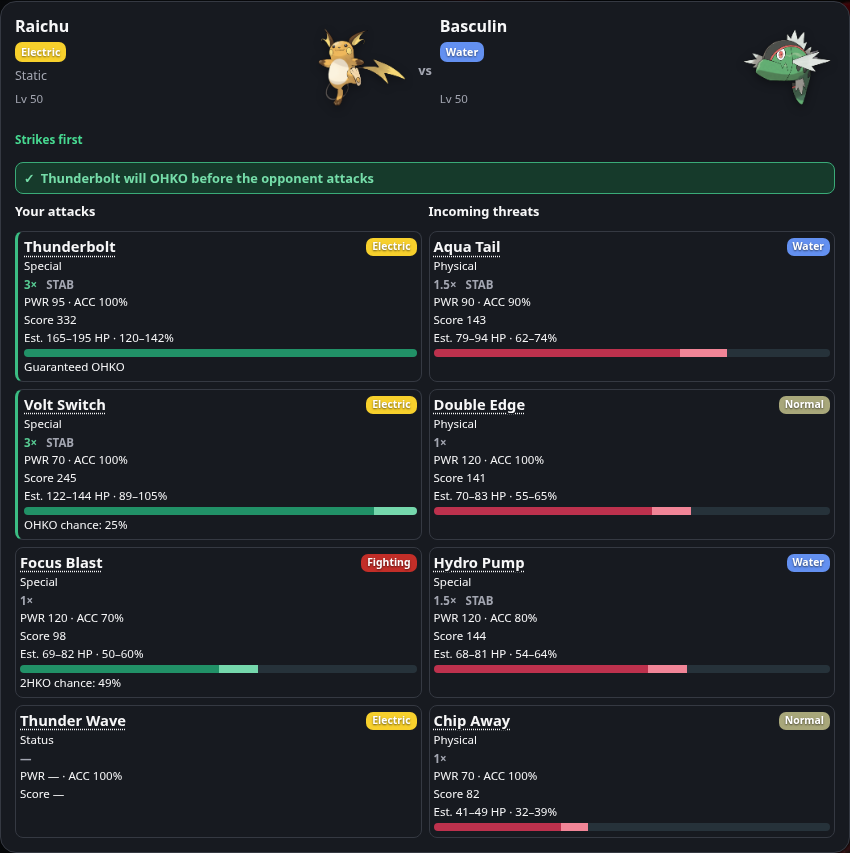 Raichu
Electric
Static
Lv 50
vs
Basculin
Water
Lv 50
Strikes first
✓ Thunderbolt will OHKO before the opponent attacks
Your attacks
Thunderbolt
Electric
Special
3× STAB
PWR 95 · ACC 100%
Score 332
Est. 165–195 HP · 120–142%
Guaranteed OHKO
Volt Switch
Electric
Special
3× STAB
PWR 70 · ACC 100%
Score 245
Est. 122–144 HP · 89–105%
OHKO chance: 25%
Focus Blast
Fighting
Special
1×
PWR 120 · ACC 70%
Score 98
Est. 69–82 HP · 50–60%
2HKO chance: 49%
Thunder Wave
Electric
Status
—
PWR — · ACC 100%
Score —
Incoming threats
Aqua Tail
Water
Physical
1.5× STAB
PWR 90 · ACC 90%
Score 143
Est. 79–94 HP · 62–74%
Double Edge
Normal
Physical
1×
PWR 120 · ACC 100%
Score 141
Est. 70–83 HP · 55–65%
Hydro Pump
Water
Special
1.5× STAB
PWR 120 · ACC 80%
Score 144
Est. 68–81 HP · 54–64%
Chip Away
Normal
Physical
1×
PWR 70 · ACC 100%
Score 82
Est. 41–49 HP · 32–39%